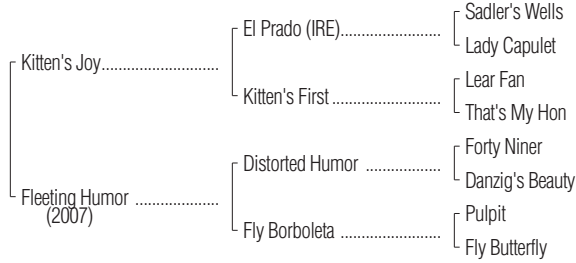 Sadler's Wells
El Prado (IRE)........................
Lady Capulet
Kitten's Joy............................
Lear Fan
Kitten's First..........................
That's My Hon
Forty Niner
Distorted Humor..................
Danzig's Beauty
Fleeting Humor....................
(2007)
Pulpit
Fly Borboleta........................
Fly Butterfly